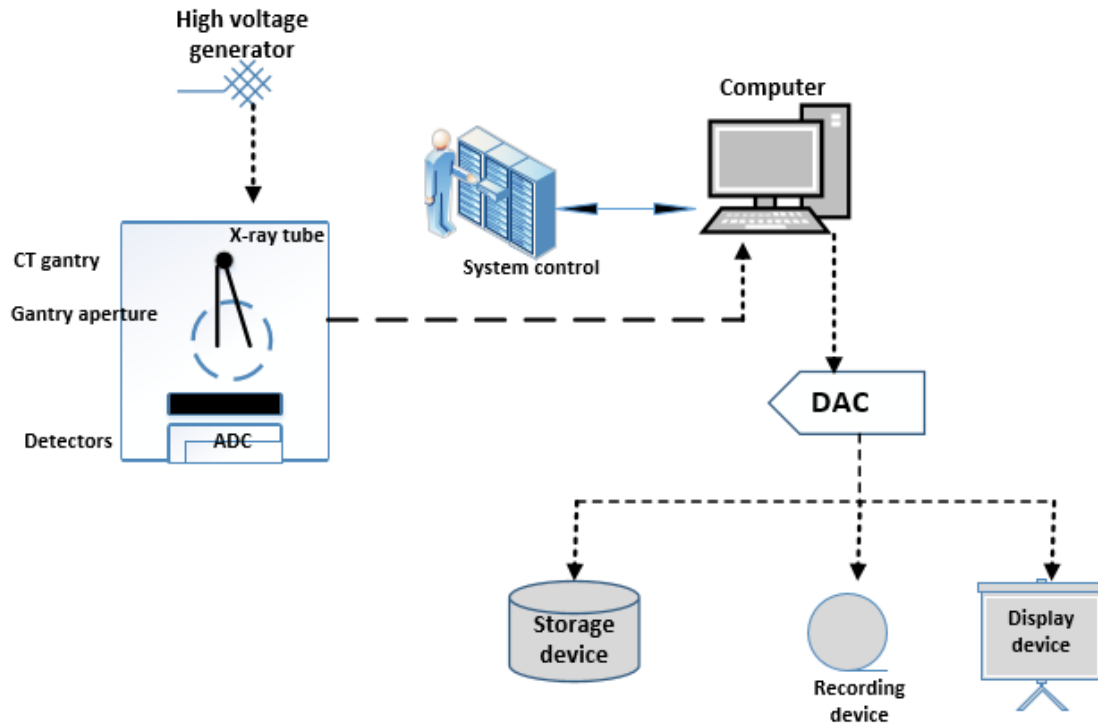 High voltage
generator
Computer
X-ray tube
CT gantry
System control
Gantry aperture
DAC
Detectors
ADC
Storage
device
Display
device
Recording
device